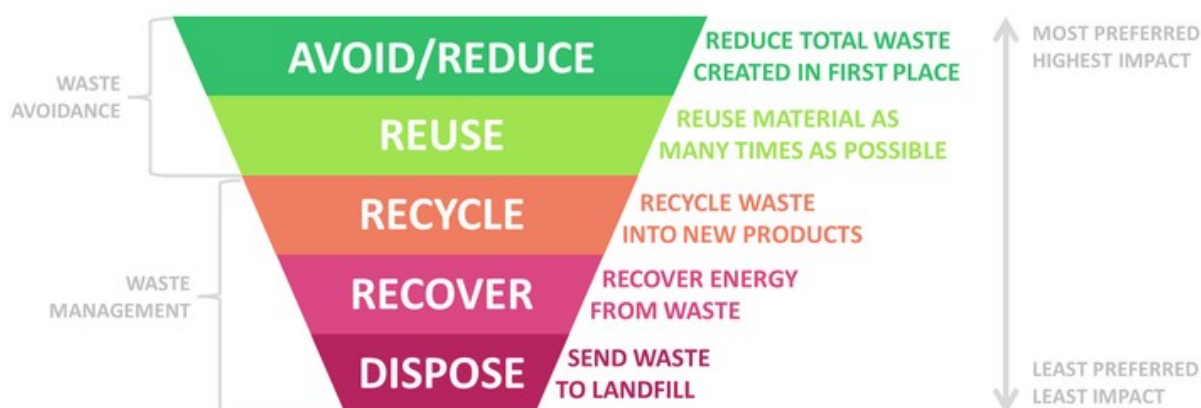 AVOID/REDUCE
REDUCE TOTAL WASTE
CREATED IN FIRST PLACE
MOST PREFERRED
HIGHEST IMPACT
WASTE
AVOIDANCE
REUSE
REUSE MATERIAL AS
MANY TIMES AS POSSIBLE
RECYCLE
RECYCLE WASTE
INTO NEW PRODUCTS
WASTE
MANAGEMENT
RECOVER
RECOVER ENERGY
FROM WASTE
DISPOSE
SEND WASTE
TO LANDFILL
LEAST PREFERRED
LEAST IMPACT